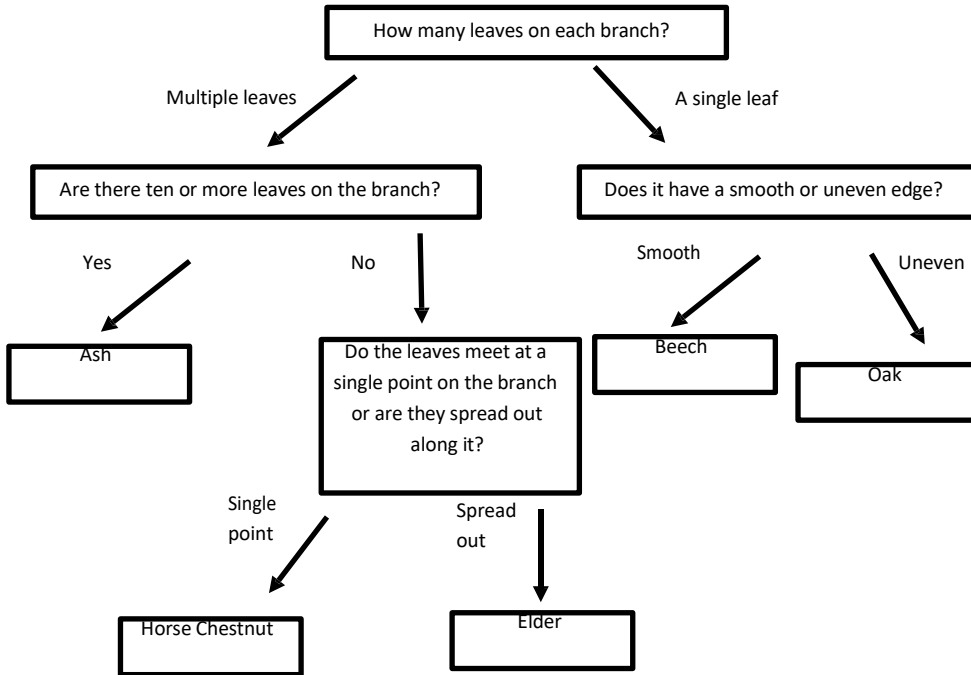 How many leaves on each branch?
Multiple leaves
A single leaf
Are there ten or more leaves on the branch?
Does it have a smooth or uneven edge?
Yes
No
Smooth
Uneven
Ash
Do the leaves meet at a
single point on the branch
or are they spread out
along it?
Beech
Oak
Single
point
Spread
out
Horse Chestnut
Elder